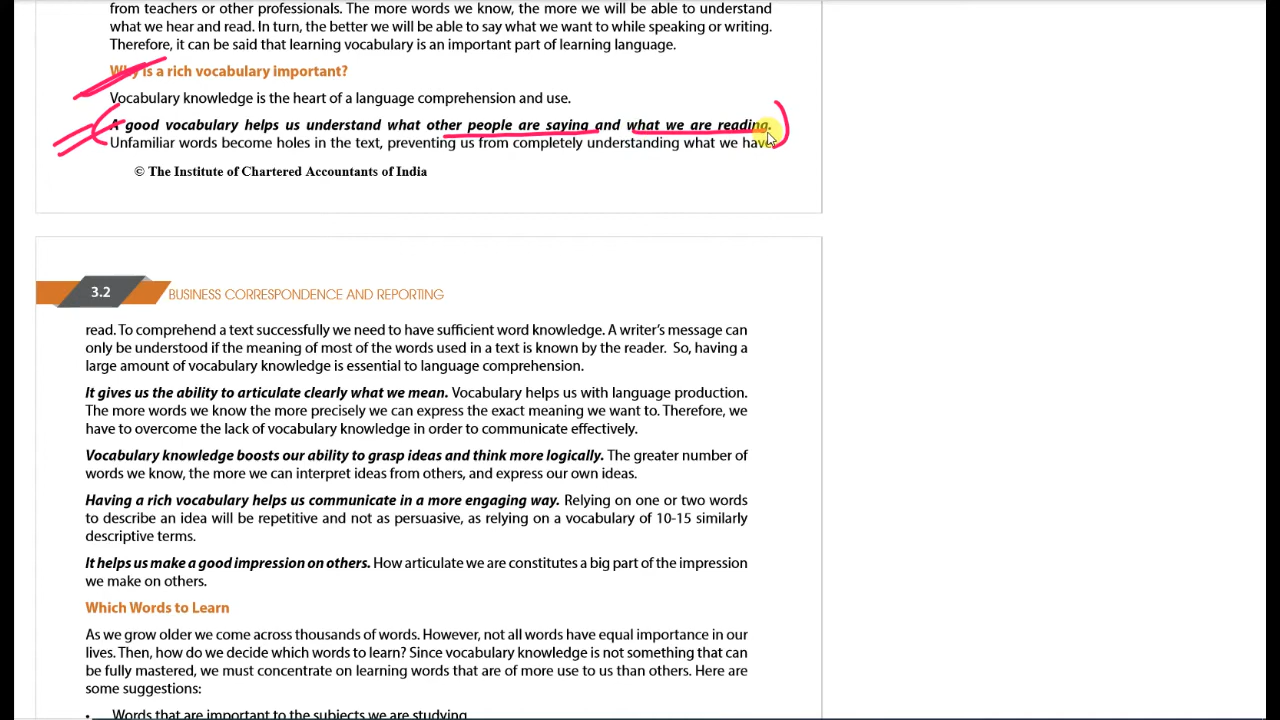 from teachers or other professionals. The more words we know, the more we will be able to understand
what we hear and read. In turn, the better we will be able to say what we want to while speaking or writing.
Therefore, it can be said that learning vocabulary is an important part of learning language.
Why is a rich vocabulary important?
Vocabulary knowledge is the heart of a language comprehension and use.
A good vocabulary helps us understand what other people are saying and what we are reading.
Unfamiliar words become holes in the text, preventing us from completely understanding what we have
© The Institute of Chartered Accountants of India
3.2 BUSINESS CORRESPONDENCE AND REPORTING
read. To comprehend a text successfully we need to have sufficient word knowledge. A writer's message can
only be understood if the meaning of most of the words used in a text is known by the reader. So, having a
large amount of vocabulary knowledge is essential to language comprehension.
It gives us the ability to articulate clearly what we mean. Vocabulary helps us with language production.
The more words we know the more precisely we can express the exact meaning we want to. Therefore, we
have to overcome the lack of vocabulary knowledge in order to communicate effectively.
Vocabulary knowledge boosts our ability to grasp ideas and think more logically. The greater number of
words we know, the more we can interpret ideas from others, and express our own ideas.
Having a rich vocabulary helps us communicate in a more engaging way. Relying on one or two words
to describe an idea will be repetitive and not as persuasive, as relying on a vocabulary of 10-15 similarly
descriptive terms.
It helps us make a good impression on others. How articulate we are constitutes a big part of the impression
we make on others.
Which Words to Learn
As we grow older we come across thousands of words. However, not all words have equal importance in our
lives. Then, how do we decide which words to learn? Since vocabulary knowledge is not something that can
be fully mastered, we must concentrate on learning words that are of more use to us than others. Here are
some suggestions:
• Words that are important to the subjects we are studying